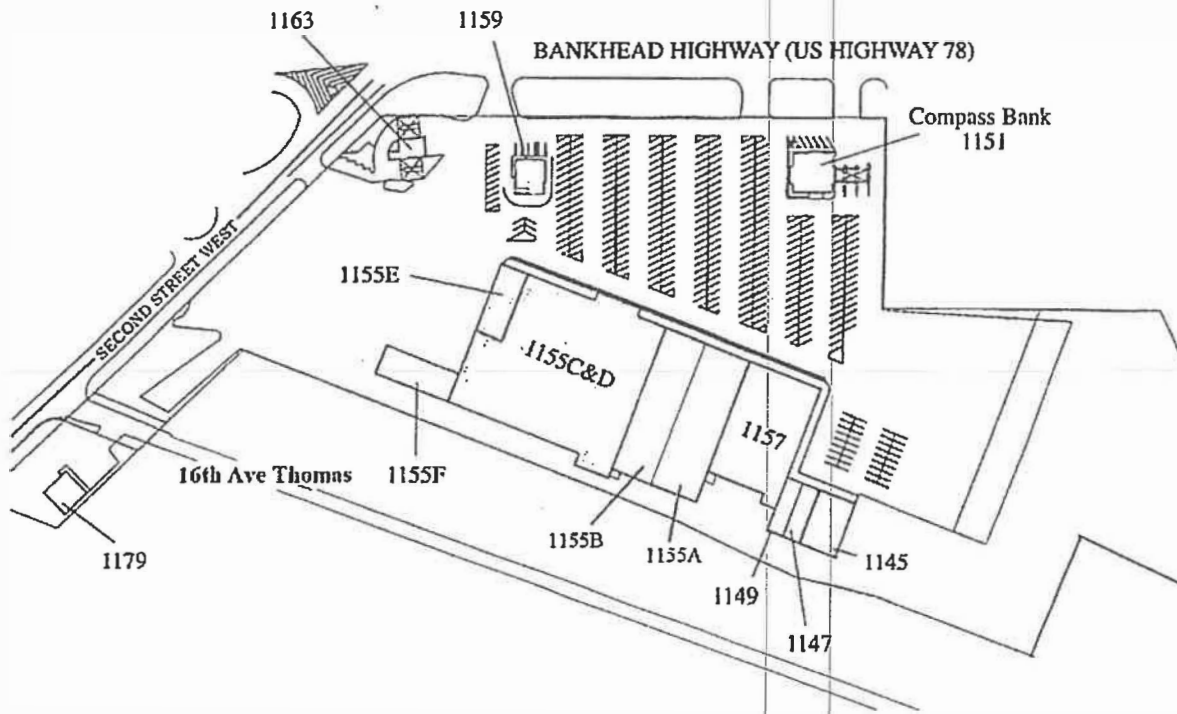 1163
1159
BANKHEAD HIGHWAY (US HIGHWAY 78)
Compass Bank
1151
SECOND STREET WEST
1155E
1155C&D
1157
16th Ave Thomas
1155F
1179
1155B
1155A
1149
1145
1147